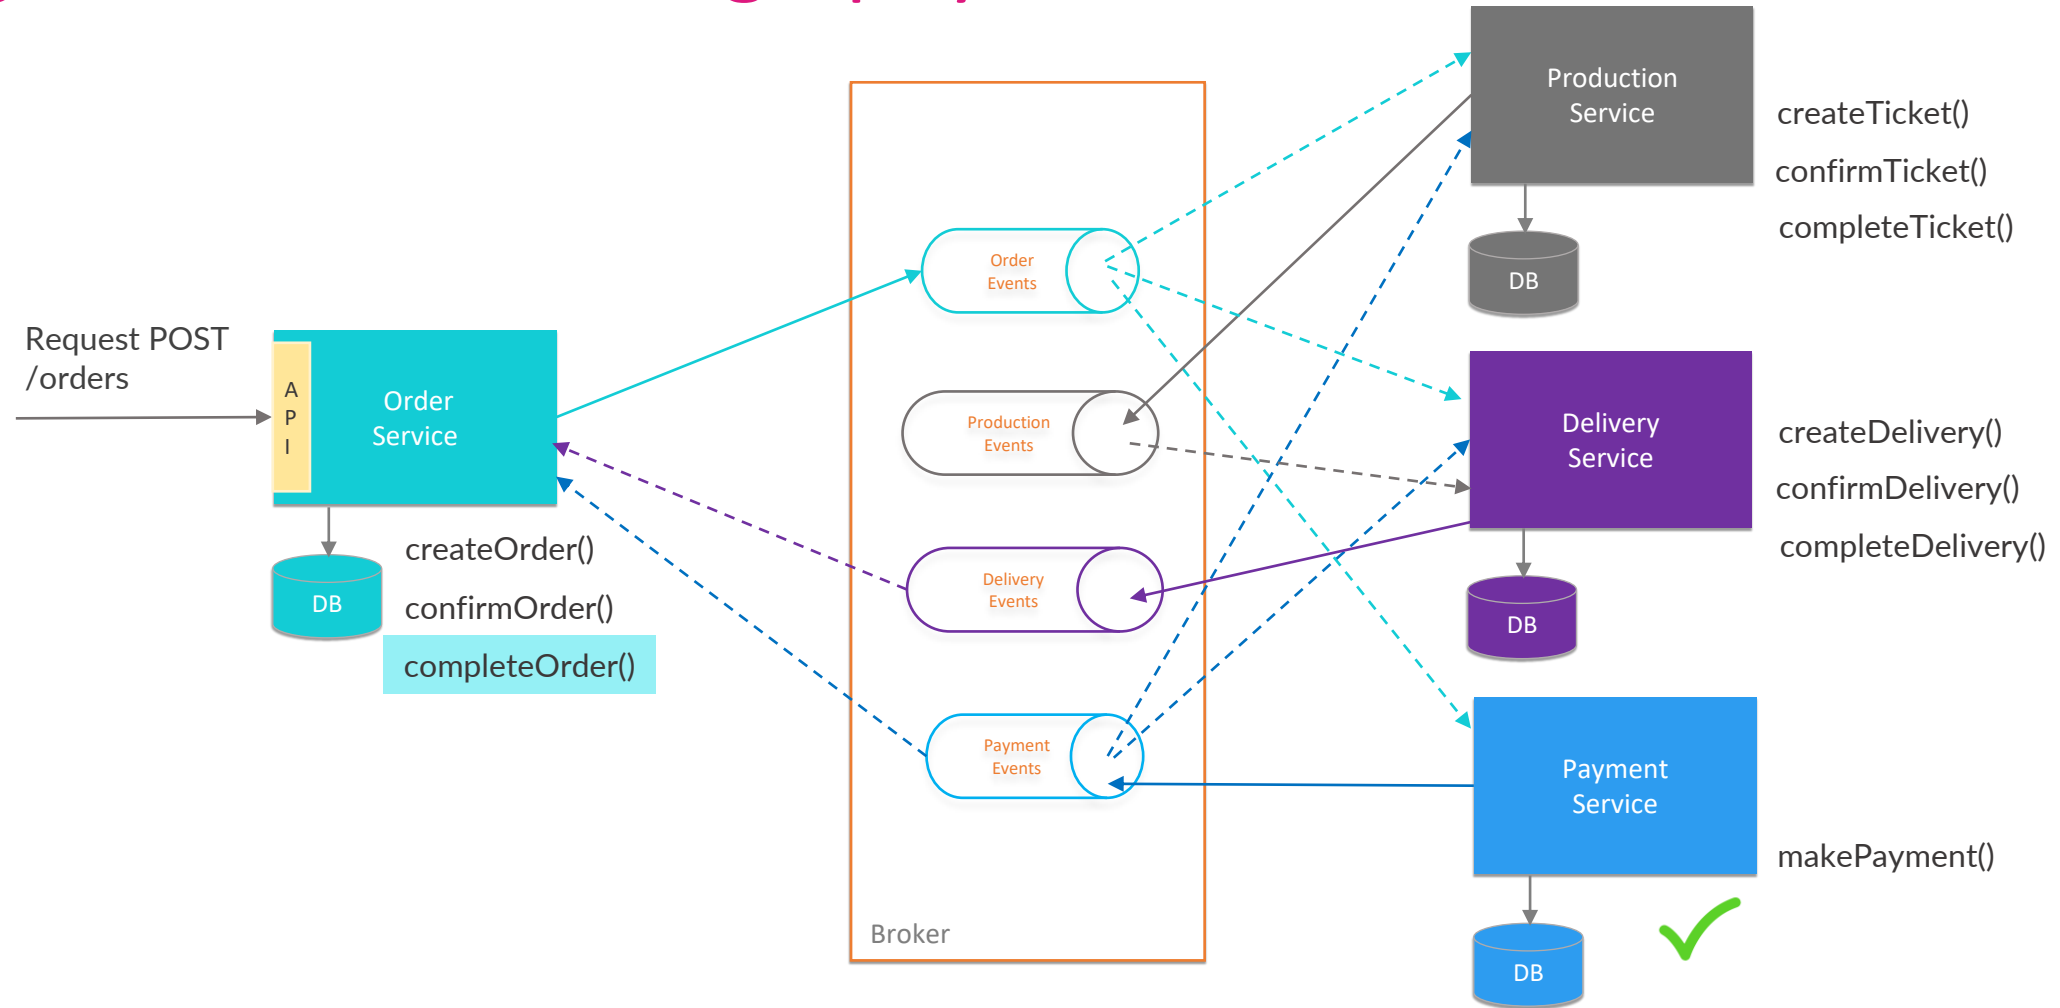 Request POST
/orders
A
P
I
Order
Service
DB
createOrder()
confirmOrder()
completeOrder()
Order
Events
Production
Events
Delivery
Events
Payment
Events
Broker
Production
Service
DB
createTicket()
confirmTicket()
completeTicket()
Delivery
Service
DB
createDelivery()
confirmDelivery()
completeDelivery()
Payment
Service
DB
makePayment()